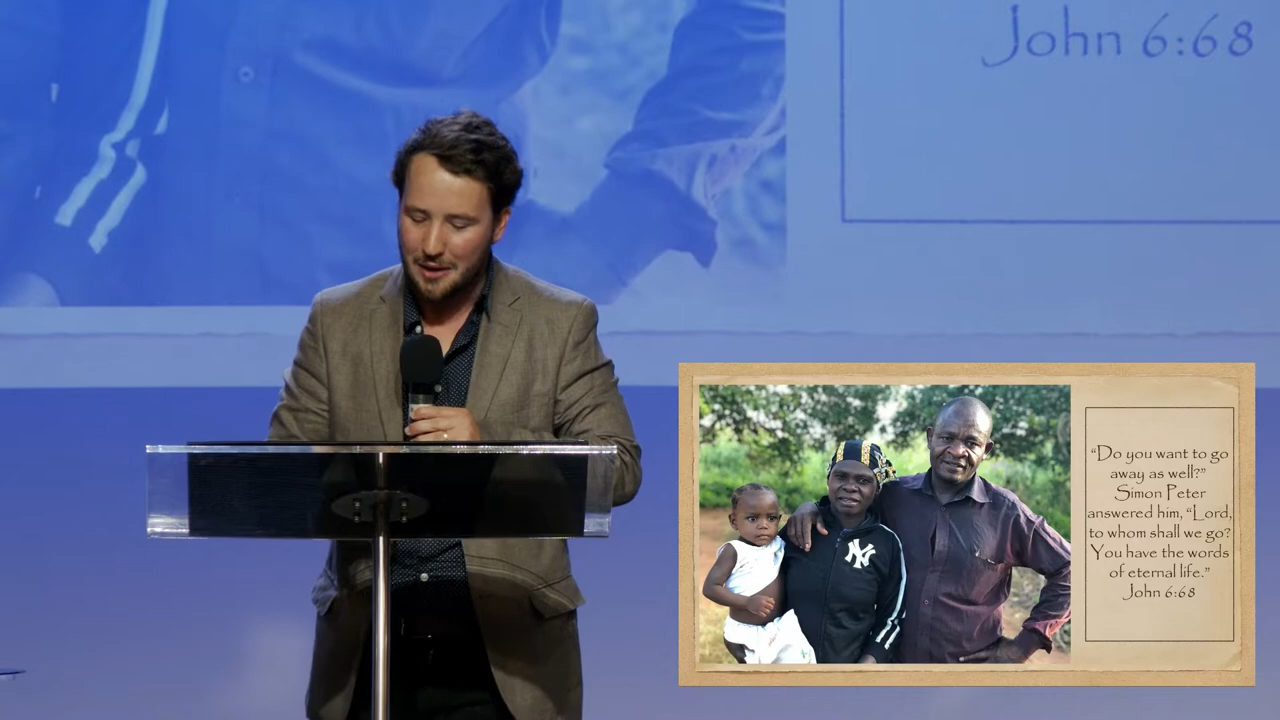 John 6:68
NY
“Do you want to go
away as well?”
Simon Peter
answered him, “Lord,
to whom shall we go?
You have the words
of eternal life.”
John 6:68